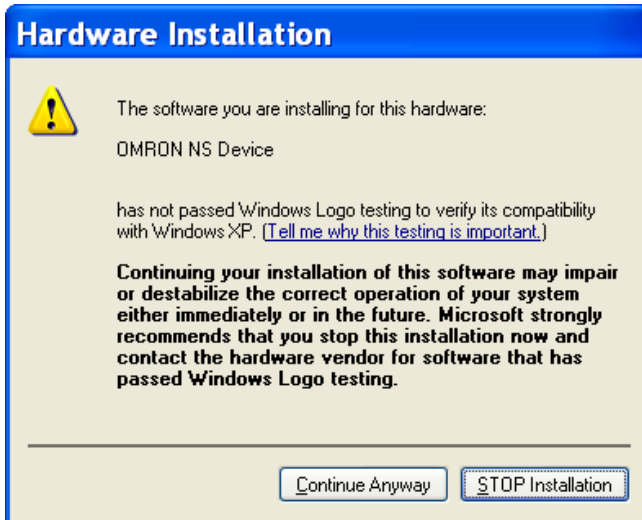 Hardware Installation
The software you are installing for this hardware:
OMRON NS Device
has not passed Windows Logo testing to verify its compatibility
with Windows XP. (Tell me why this testing is important.)
Continuing your installation of this software may impair
or destabilize the correct operation of your system
either immediately or in the future. Microsoft strongly
recommends that you stop this installation now and
contact the hardware vendor for software that has
passed Windows Logo testing.
Continue Anyway
STOP Installation